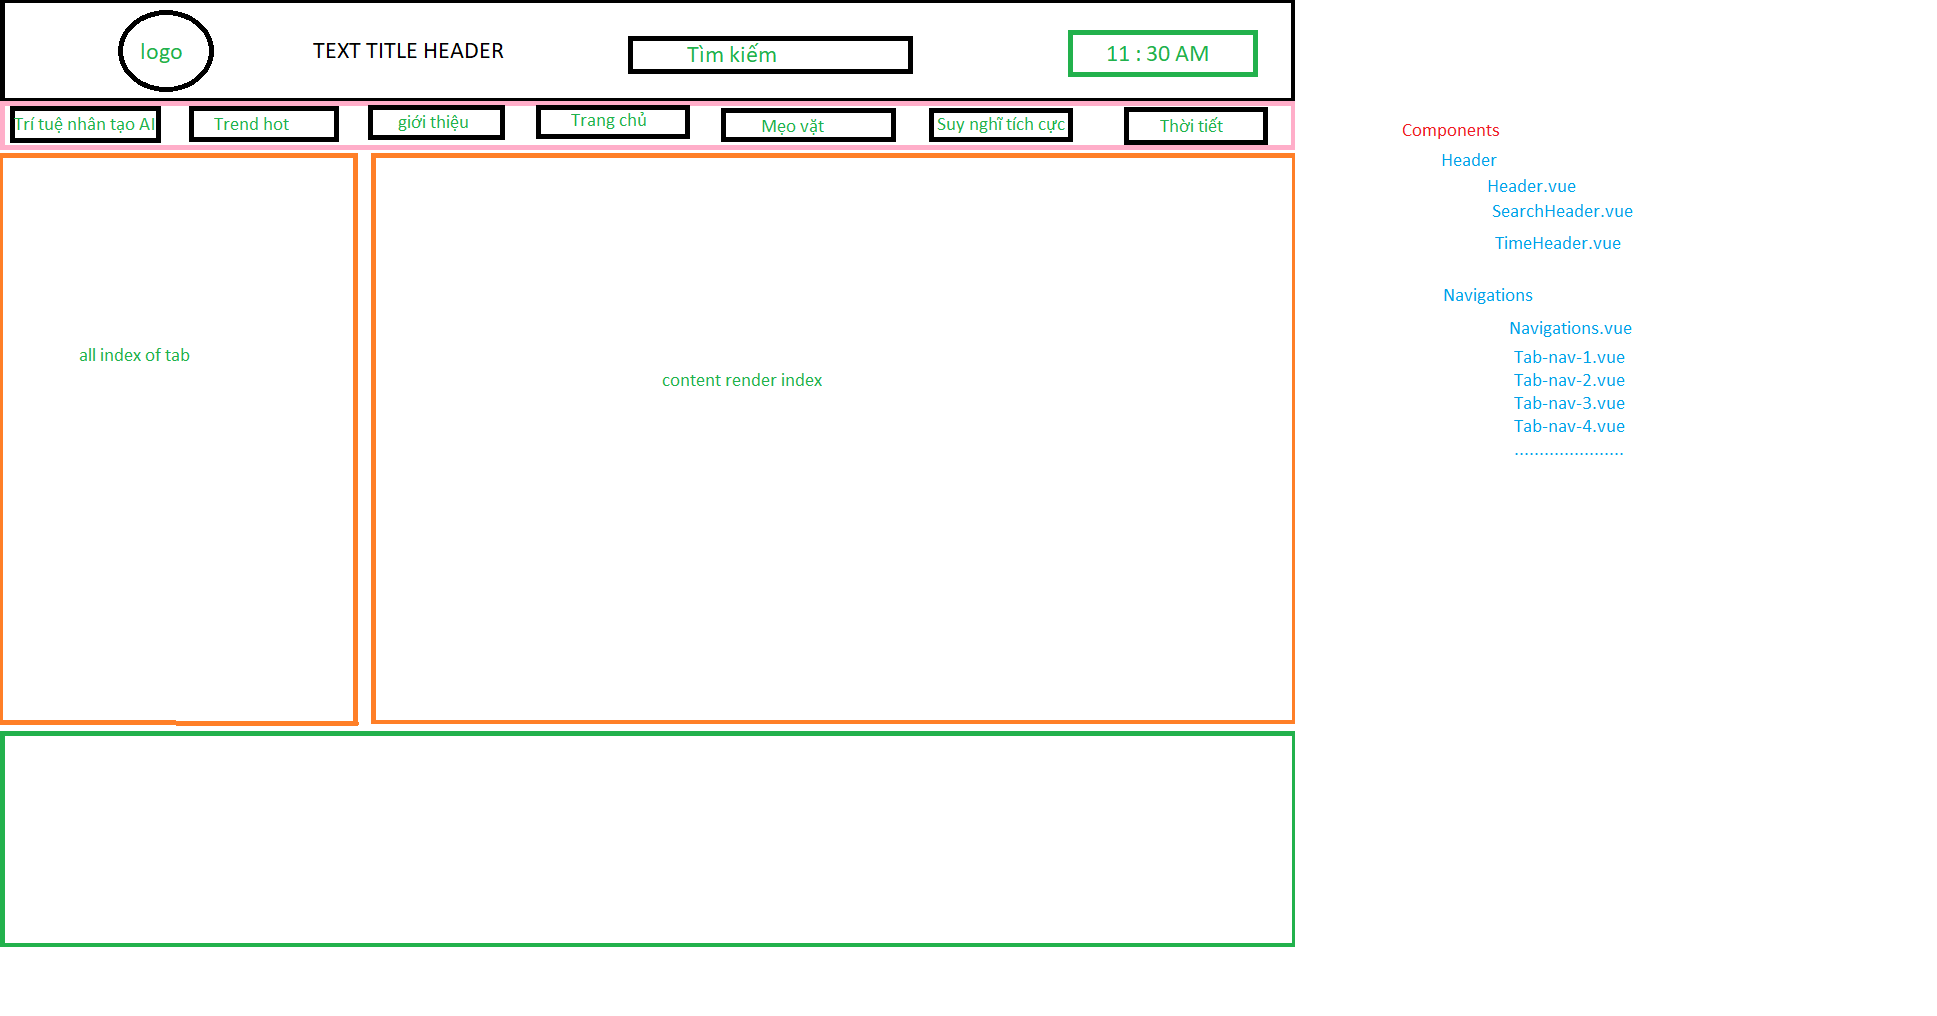 logo
TEXT TITLE HEADER
Tìm kiếm
11 : 30 AM
Trí tuệ nhân tạo AI
Trend hot
giới thiệu
Trang chủ
Mẹo vặt
Suy nghĩ tích cực
Thời tiết
all index of tab
content render index
Components
Header
Header.vue
SearchHeader.vue
TimeHeader.vue
Navigations
Navigations.vue
Tab-nav-1.vue
Tab-nav-2.vue
Tab-nav-3.vue
Tab-nav-4.vue
......................